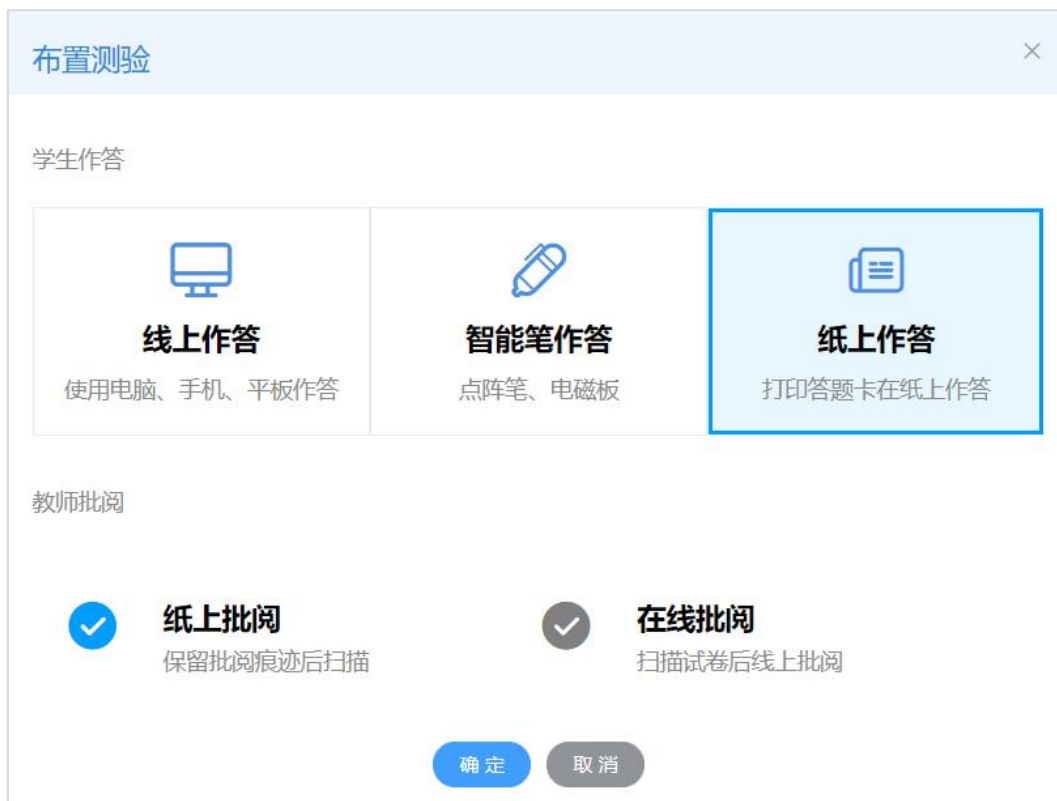 布置测验
学生作答
线上作答
使用电脑、手机、平板作答
智能笔作答
点阵笔、电磁板
纸上作答
打印答题卡在纸上作答
教师批阅
纸上批阅
保留批阅痕迹后扫描
在线批阅
扫描试卷后线上批阅
确定
取消